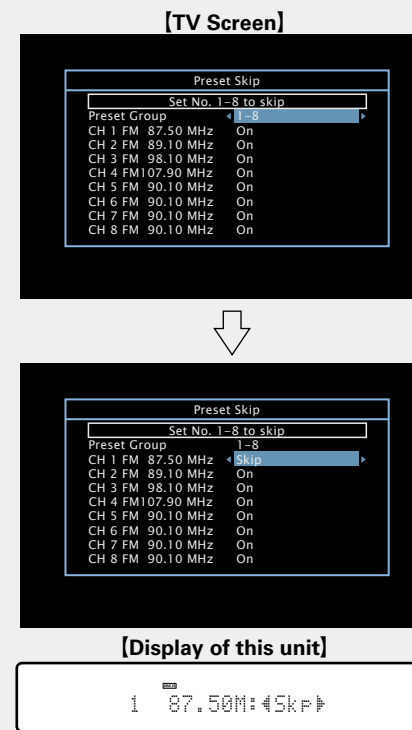 【TV Screen】
Preset Skip
Set No. 1–8 to skip
Preset Group 1–8
CH 1 FM 87.50 MHz On
CH 2 FM 89.10 MHz On
CH 3 FM 98.10 MHz On
CH 4 FM107.90 MHz On
CH 5 FM 90.10 MHz On
CH 6 FM 90.10 MHz On
CH 7 FM 90.10 MHz On
CH 8 FM 90.10 MHz On
Preset Skip
Set No. 1–8 to skip
Preset Group 1–8
CH 1 FM 87.50 MHz Skip
CH 2 FM 89.10 MHz On
CH 3 FM 98.10 MHz On
CH 4 FM107.90 MHz On
CH 5 FM 90.10 MHz On
CH 6 FM 90.10 MHz On
CH 7 FM 90.10 MHz On
CH 8 FM 90.10 MHz On
【Display of this unit】
1 87.50M:Skp